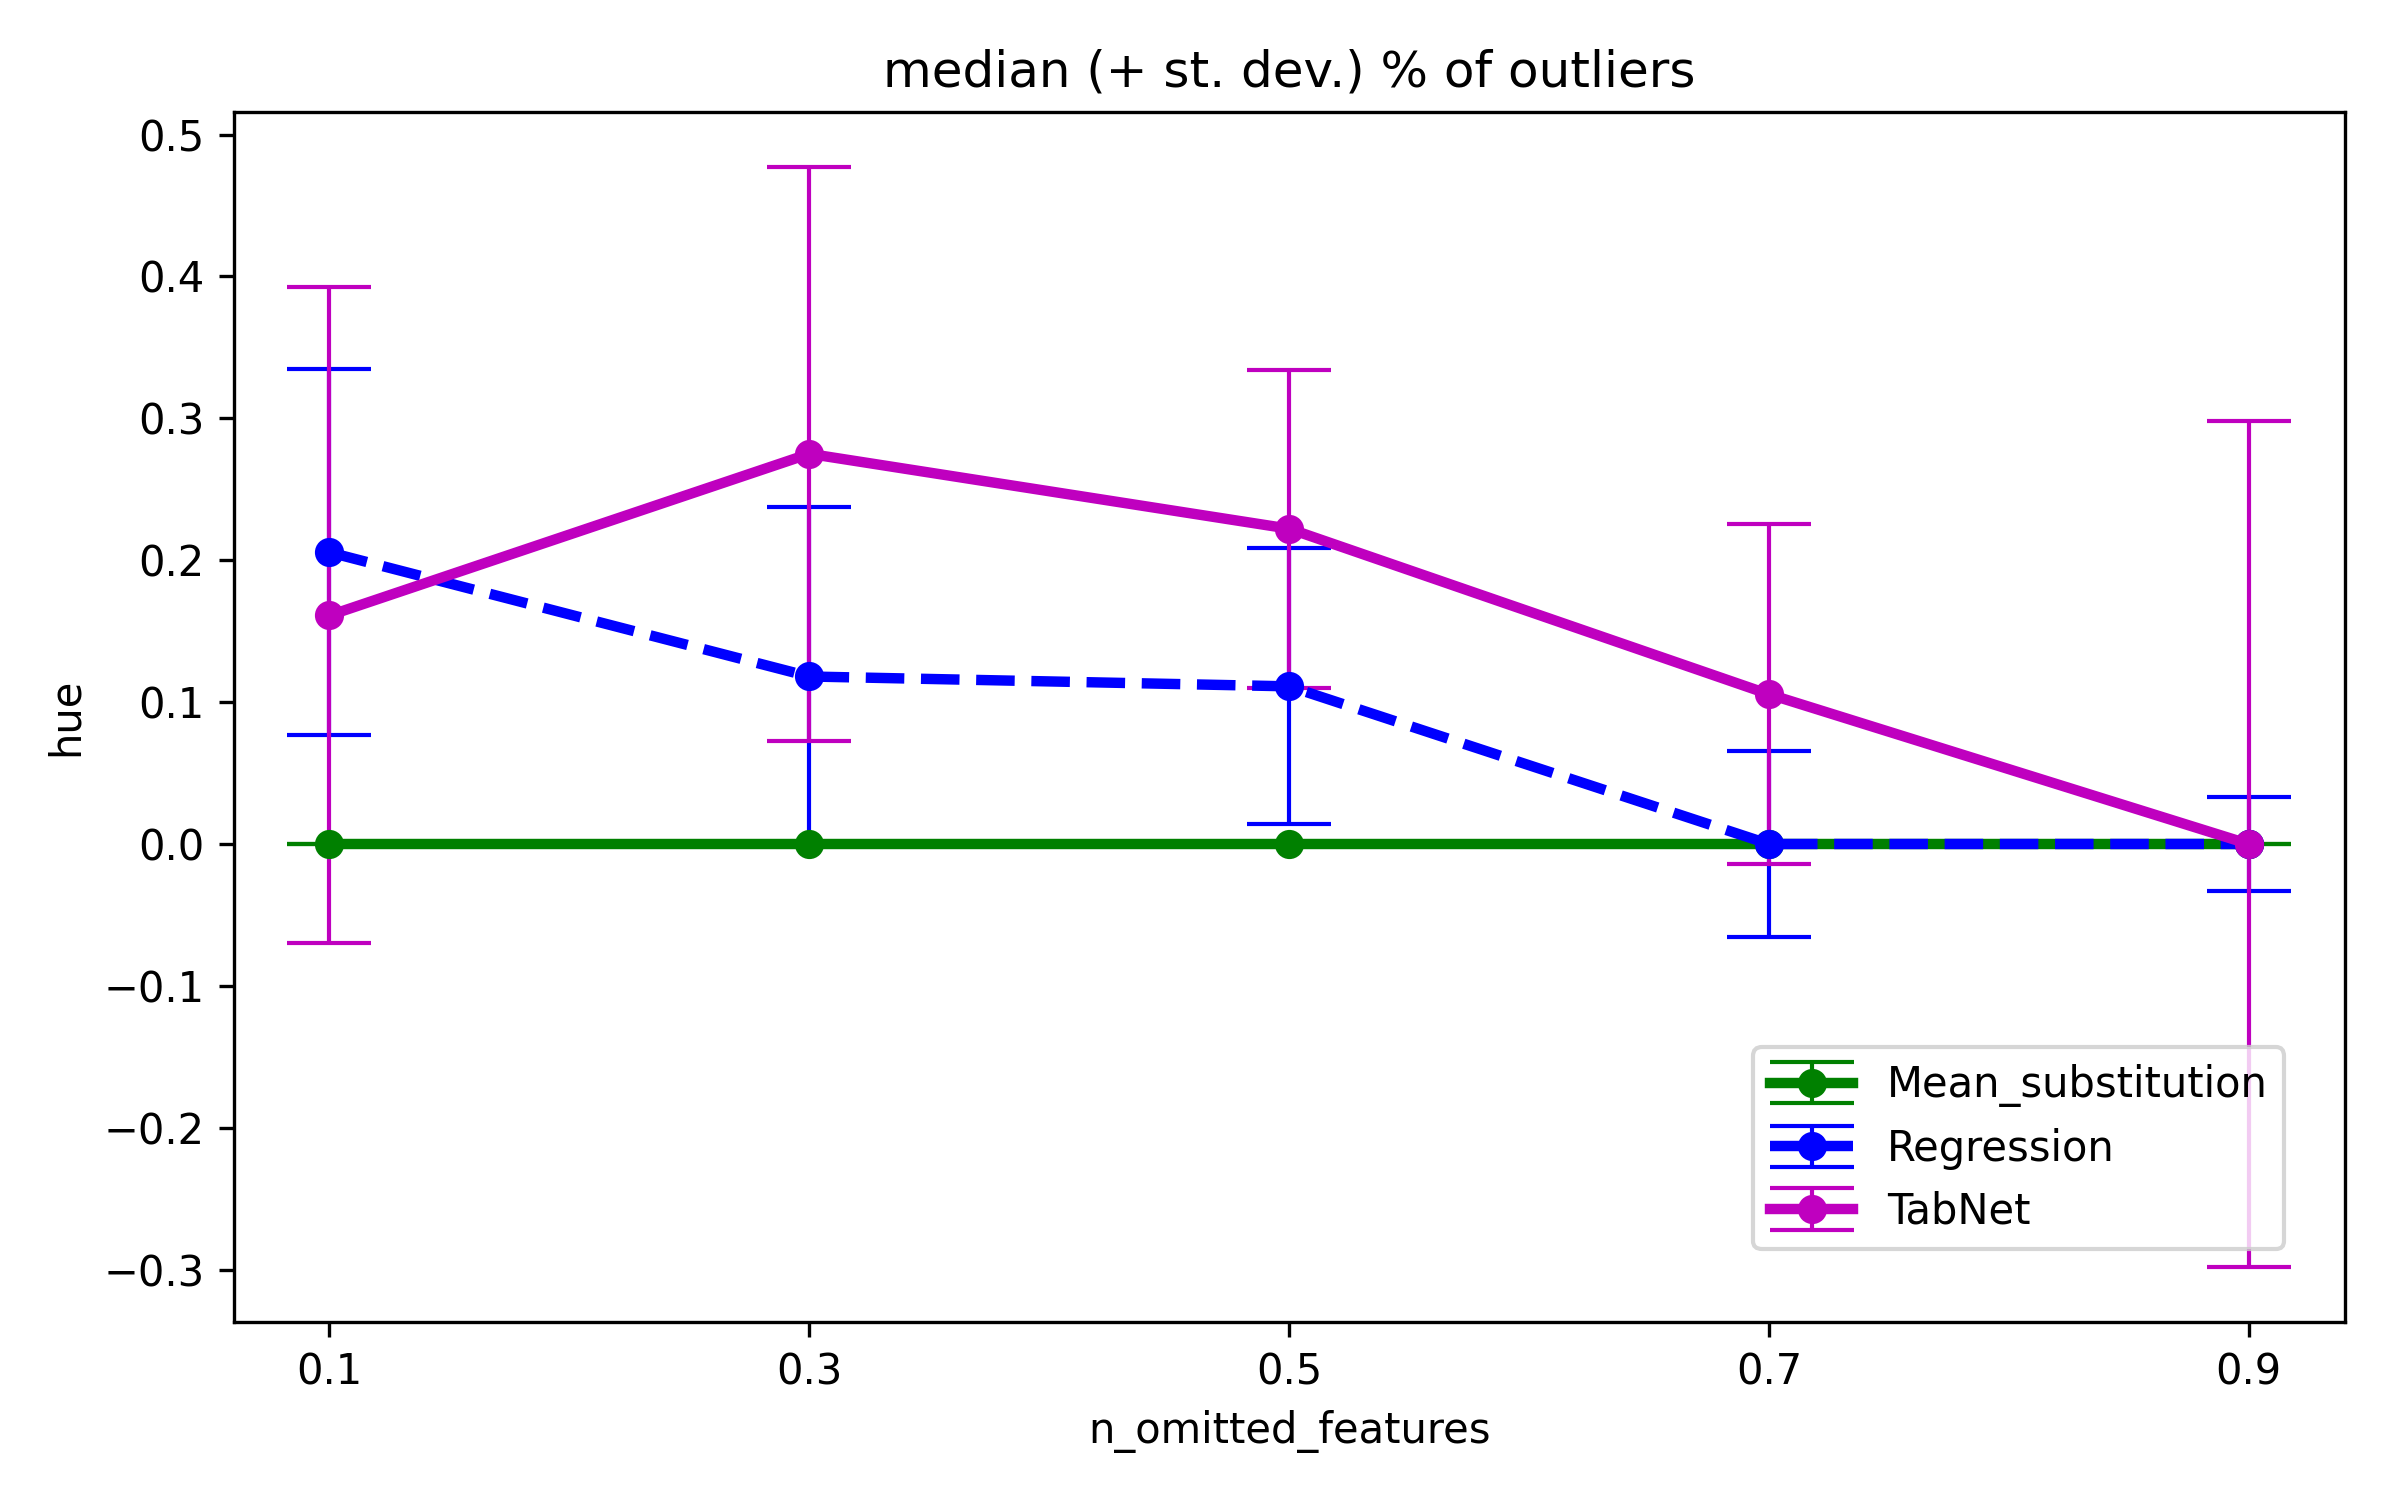 median (+ st. dev.) % of outliers
0.5
0.4
0.3
0.2
0.1
0.0
−0.1
−0.2
−0.3
hue
Mean_substitution
Regression
TabNet
0.1 0.3 0.5 0.7 0.9
n_omitted_features